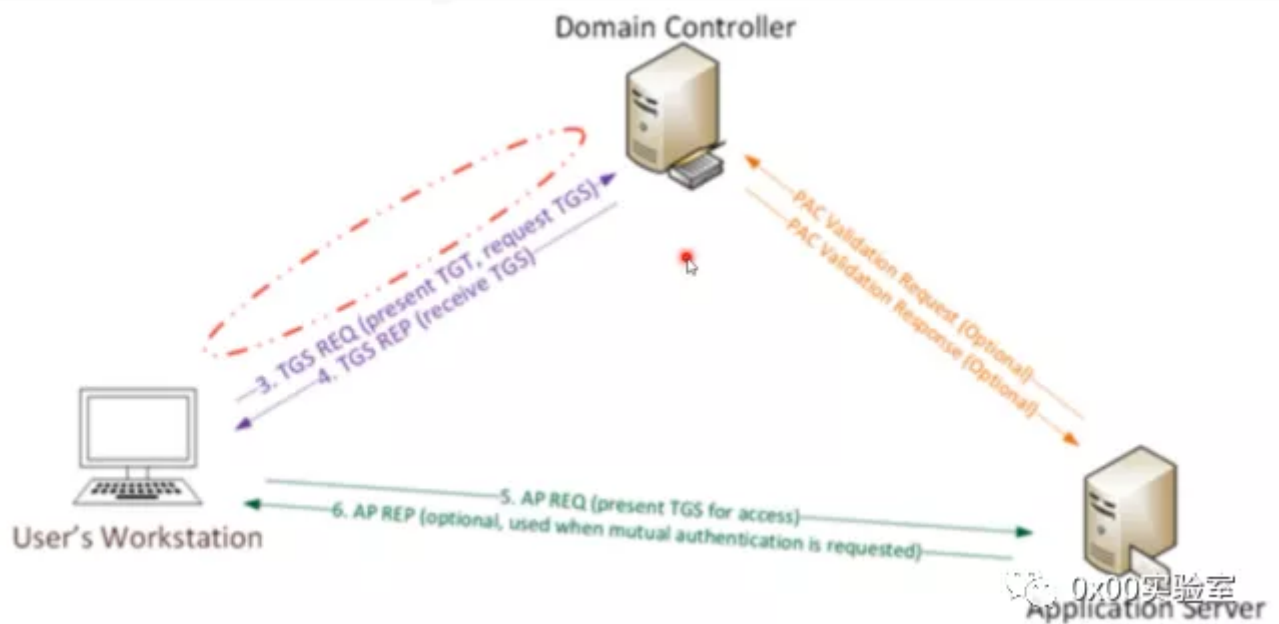 Domain Controller
3. TGS REQ (present TGT, request TGS)
4. TGS REP (receive TGS)
PAC Validation Request (Optional)
PAC Validation Response (Optional)
5. AP REQ (present TGS for access)
6. AP REP (optional, used when mutual authentication is requested)
User's Workstation
0x00实验室
Application Server